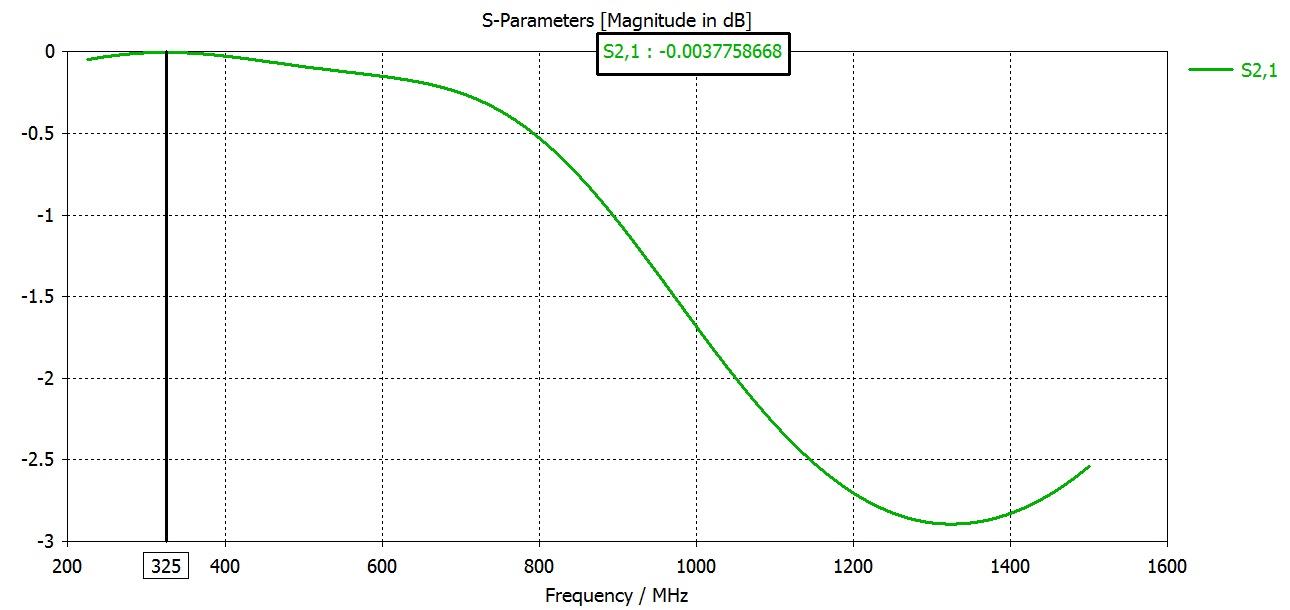 S-Parameters [Magnitude in dB]
S2,1 : -0.0037758668
S2,1
0
-0.5
-1
-1.5
-2
-2.5
-3
200 325 400 600 800 1000 1200 1400 1600
Frequency / MHz